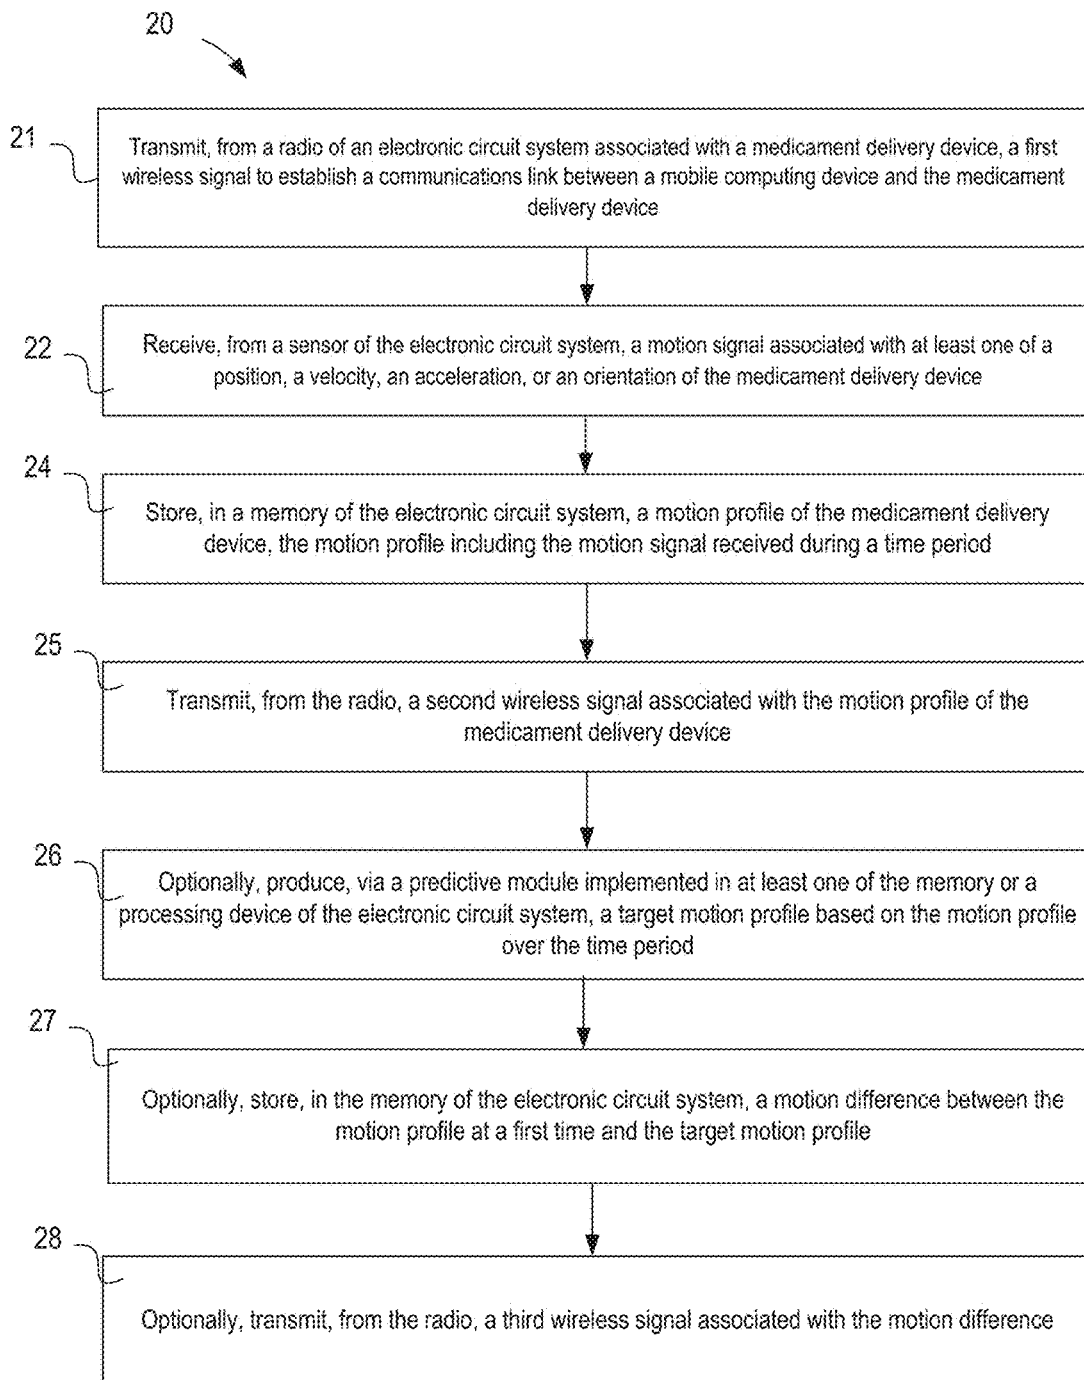 20
21
Transmit, from a radio of an electronic circuit system associated with a medicament delivery device, a first
wireless signal to establish a communications link between a mobile computing device and the medicament
delivery device
22
Receive, from a sensor of the electronic circuit system, a motion signal associated with at least one of a
position, a velocity, an acceleration, or an orientation of the medicament delivery device
24
Store, in a memory of the electronic circuit system, a motion profile of the medicament delivery
device, the motion profile including the motion signal received during a time period
25
Transmit, from the radio, a second wireless signal associated with the motion profile of the
medicament delivery device
26
Optionally, produce, via a predictive module implemented in at least one of the memory or a
processing device of the electronic circuit system, a target motion profile based on the motion profile
over the time period
27
Optionally, store, in the memory of the electronic circuit system, a motion difference between the
motion profile at a first time and the target motion profile
28
Optionally, transmit, from the radio, a third wireless signal associated with the motion difference